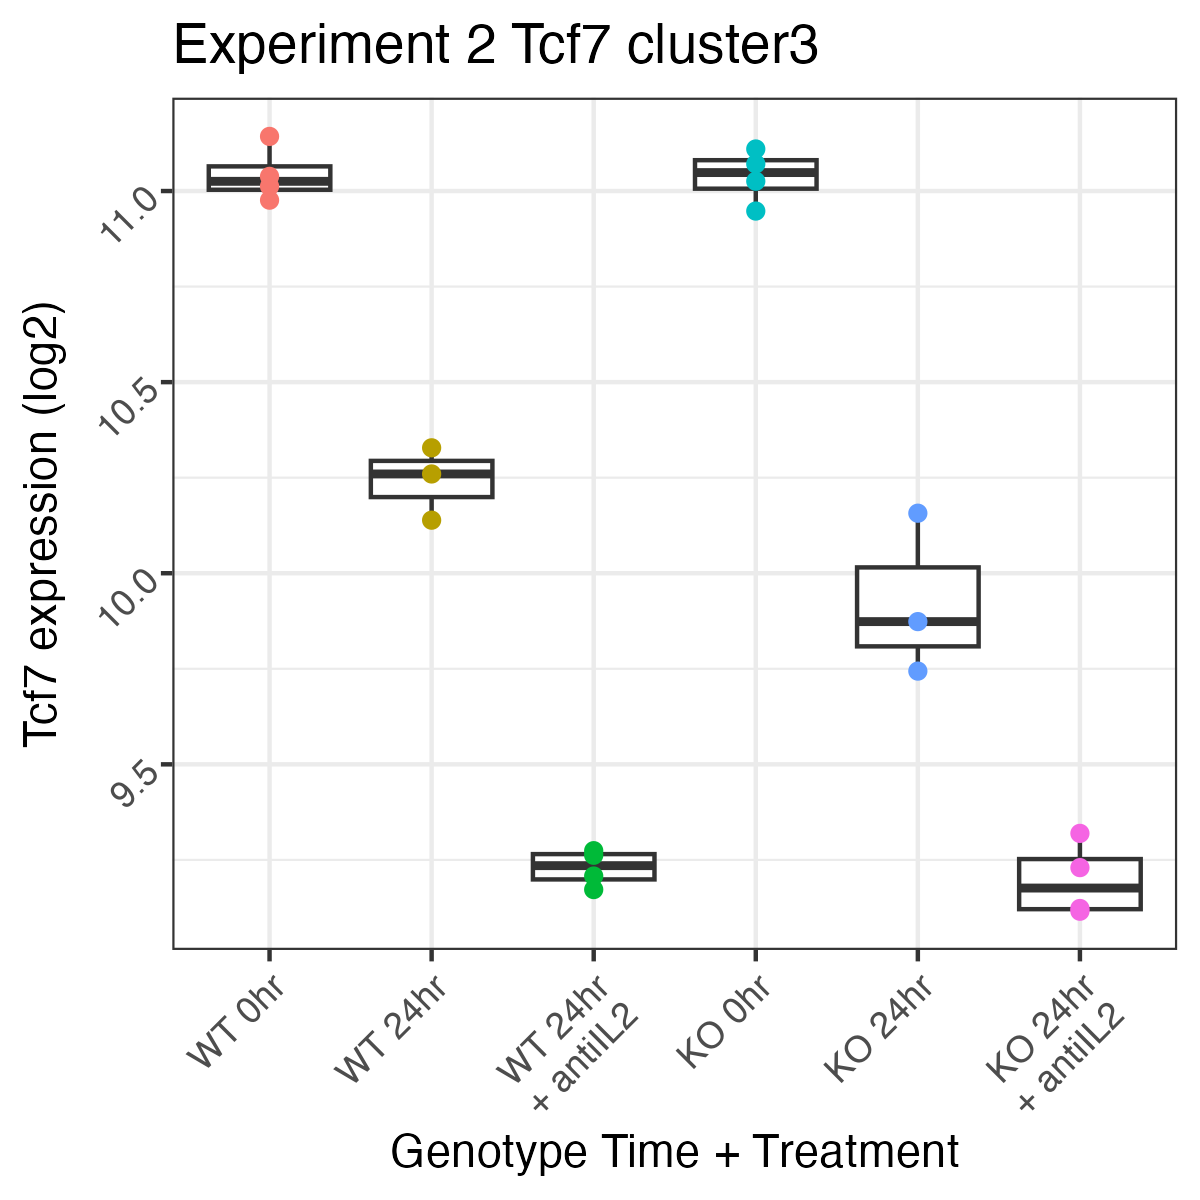 Experiment 2 Tcf7 cluster3
Tcf7 expression (log2)
11.0
10.5
10.0
9.5
WT 0hr
WT 24hr
WT 24hr
+ antiIL2
KO 0hr
KO 24hr
KO 24hr
+ antiIL2
Genotype Time + Treatment